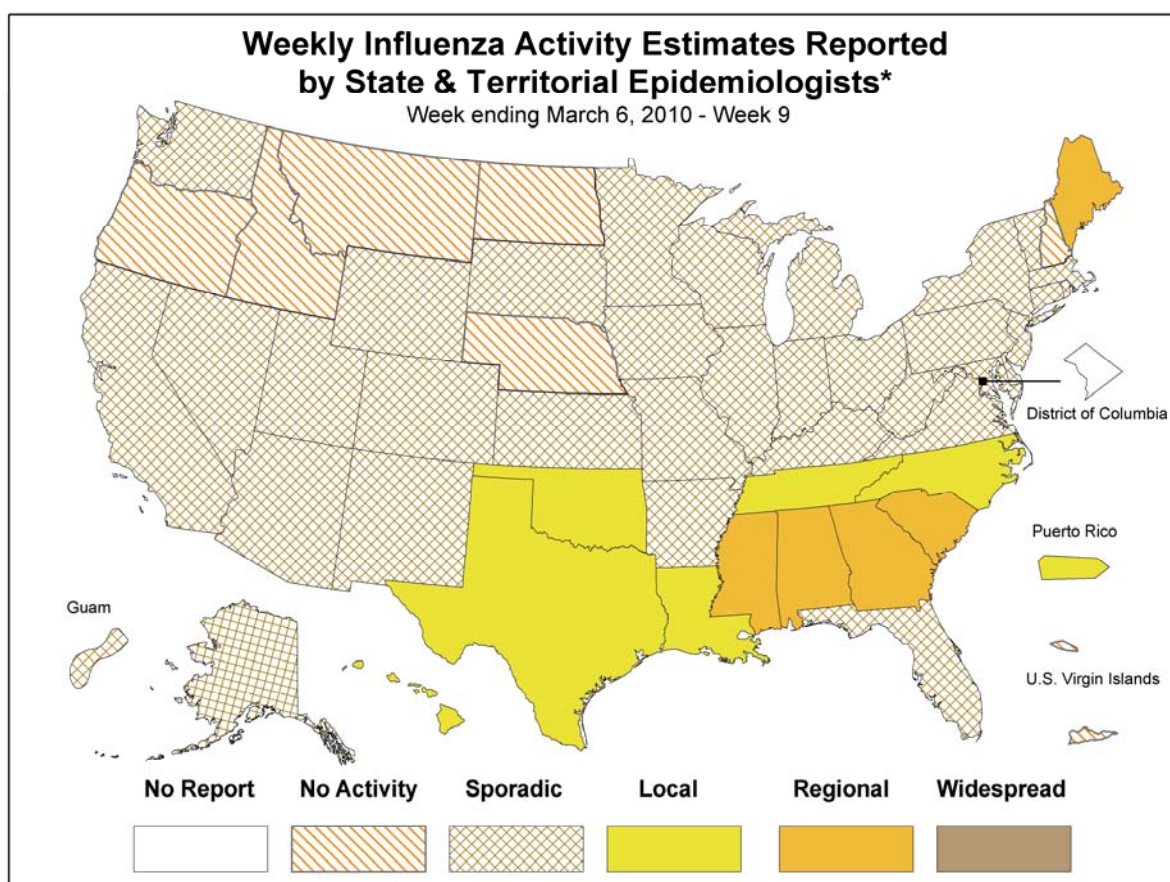 Weekly Influenza Activity Estimates Reported
by State & Territorial Epidemiologists*
Week ending March 6, 2010 - Week 9
District of Columbia
Puerto Rico
Guam
U.S. Virgin Islands
No Report
No Activity
Sporadic
Local
Regional
Widespread